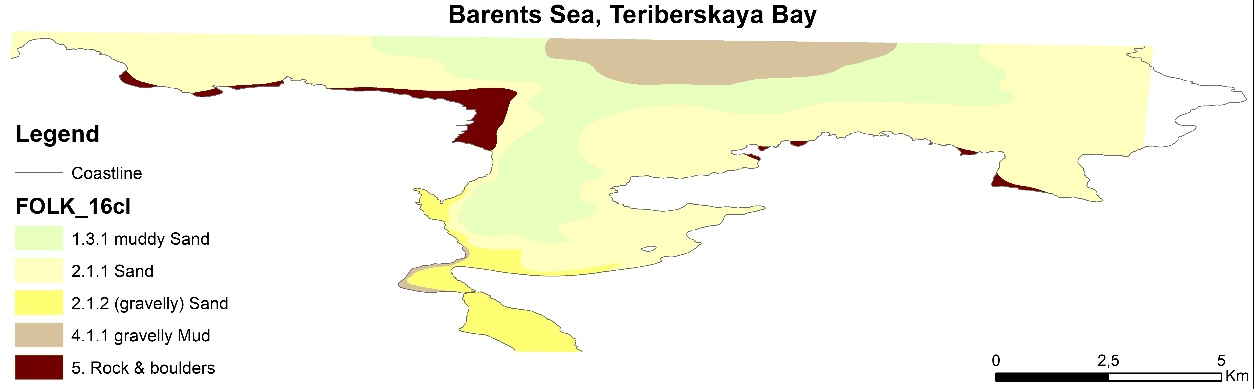 Barents Sea, Teriberskaya Bay
Legend
Coastline
FOLK_16cl
1.3.1 muddy Sand
2.1.1 Sand
2.1.2 (gravelly) Sand
4.1.1 gravelly Mud
5. Rock & boulders
0 2,5 5
Km